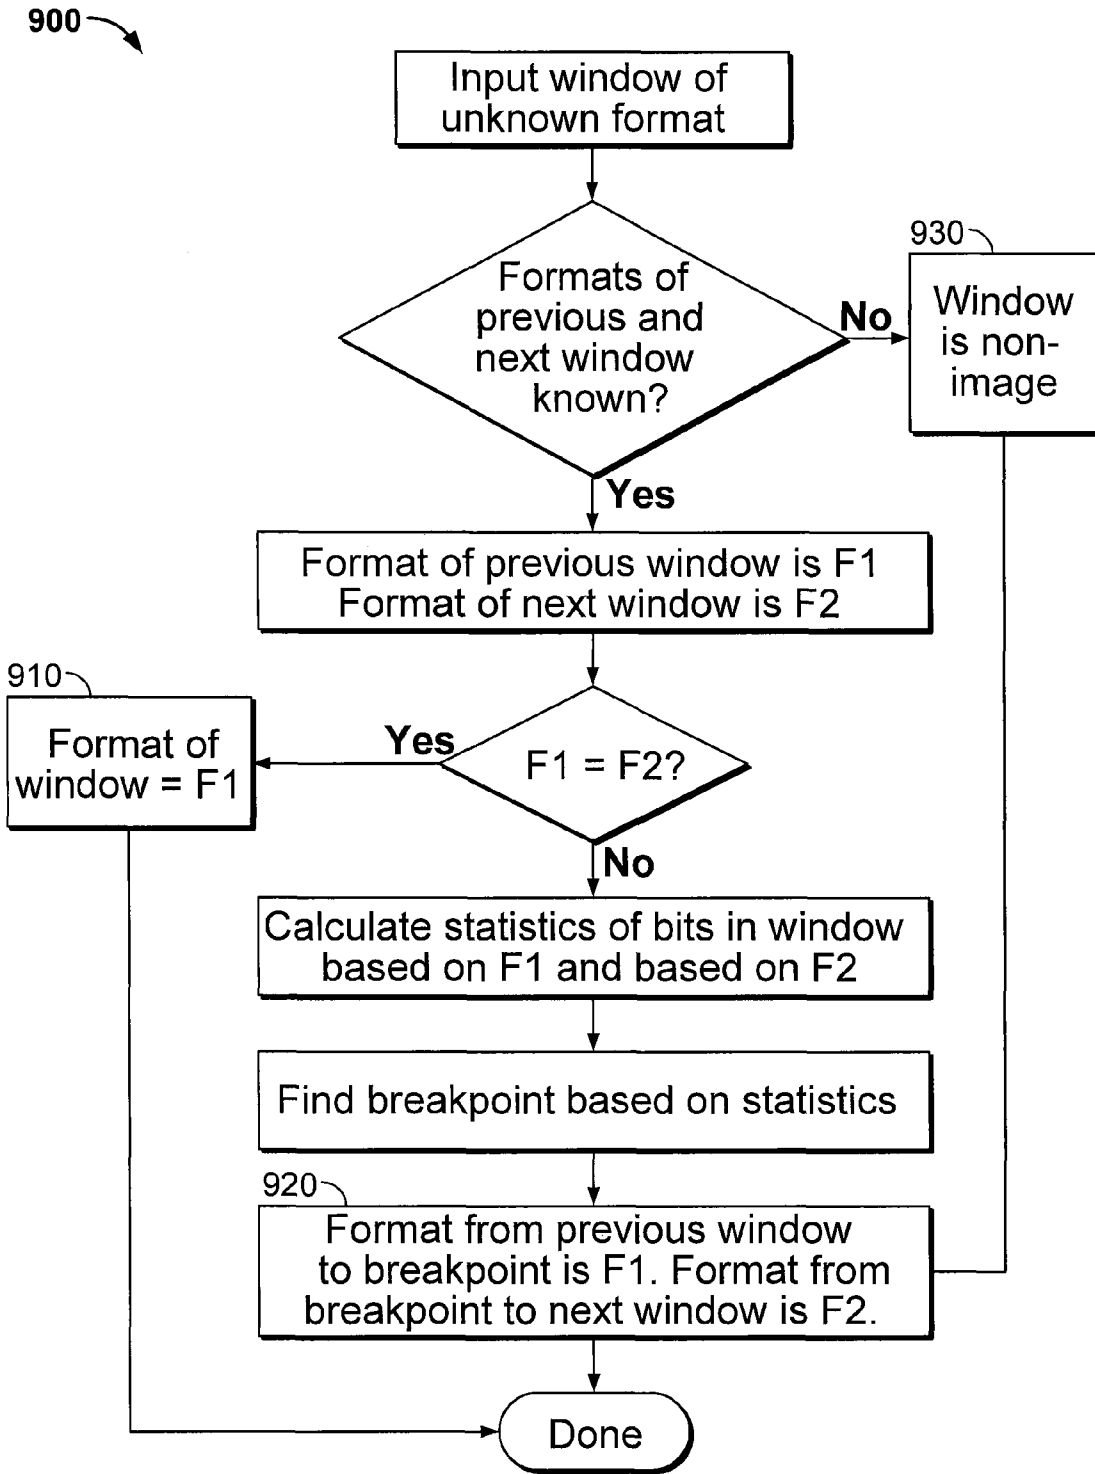 900
Input window of
unknown format
Formats of
previous and
next window
known?
No
930
Window
is non-
image
Yes
Format of previous window is F1
Format of next window is F2
910
Format of
window = F1
Yes
F1 = F2?
No
Calculate statistics of bits in window
based on F1 and based on F2
Find breakpoint based on statistics
920
Format from previous window
to breakpoint is F1. Format from
breakpoint to next window is F2.
Done